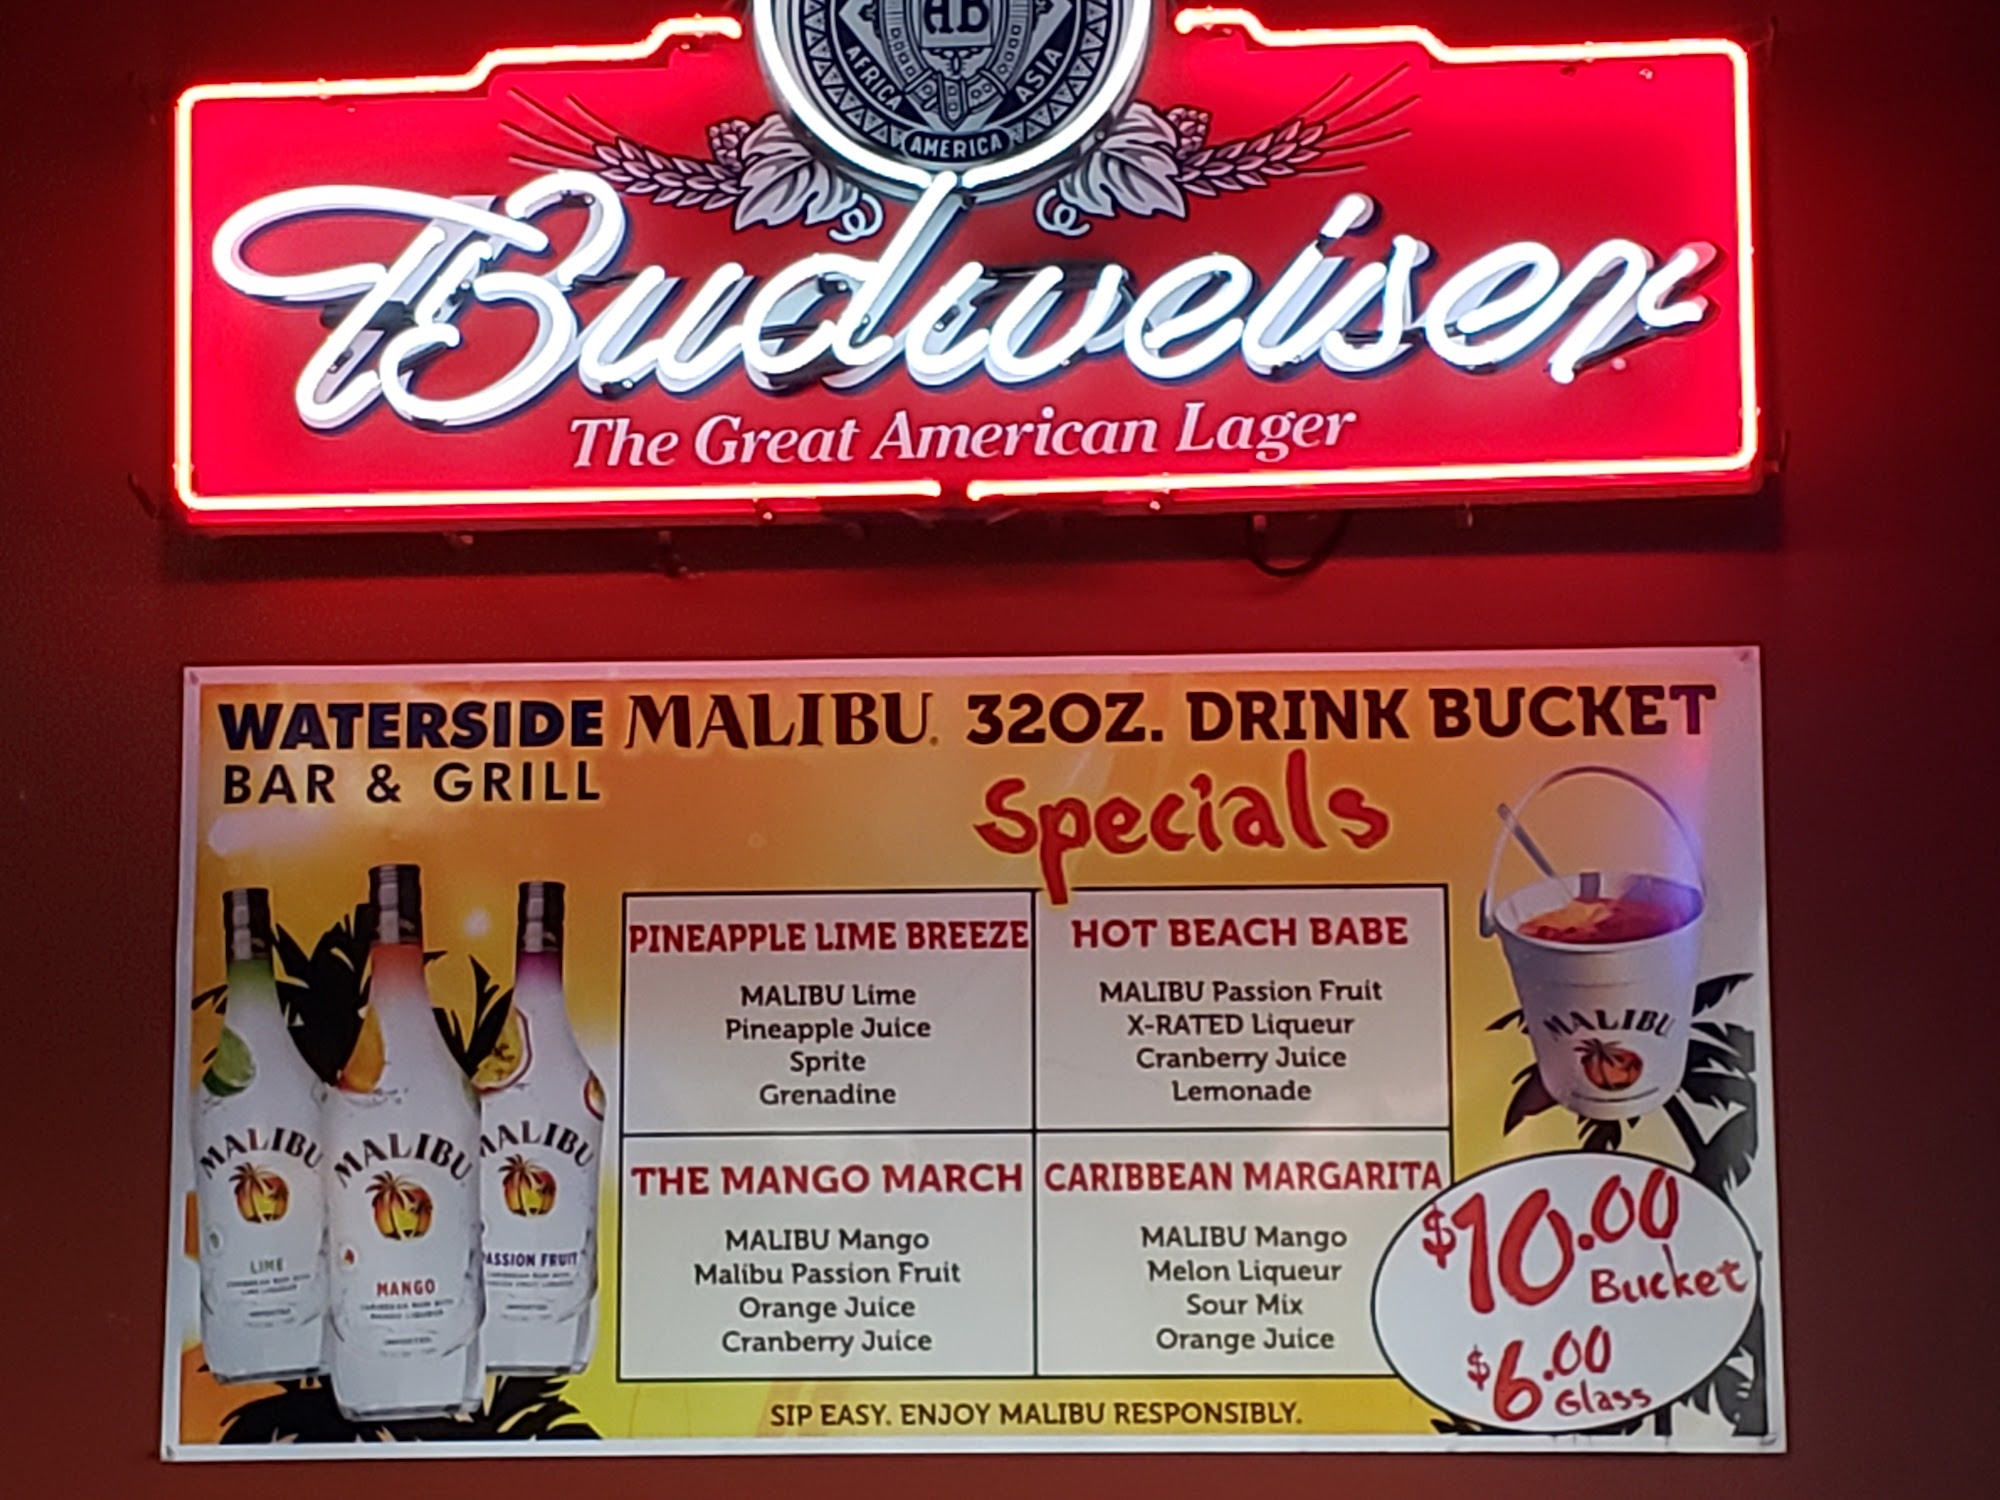 AB
AFRICA
ASIA
AMERICA
Budweiser
The Great American Lager
WATERSIDE MALIBU 32OZ. DRINK BUCKET
BAR & GRILL
Specials
PINEAPPLE LIME BREEZE
MALIBU Lime
Pineapple Juice
Sprite
Grenadine
HOT BEACH BABE
MALIBU Passion Fruit
X-RATED Liqueur
Cranberry Juice
Lemonade
THE MANGO MARCH
MALIBU Mango
Malibu Passion Fruit
Orange Juice
Cranberry Juice
CARIBBEAN MARGARITA
MALIBU Mango
Melon Liqueur
Sour Mix
Orange Juice
MALIBU
LIME
MALIBU
MANGO
MALIBU
PASSION FRUIT
MALIBU
$10.00
Bucket
$6.00
Glass
SIP EASY. ENJOY MALIBU RESPONSIBLY.